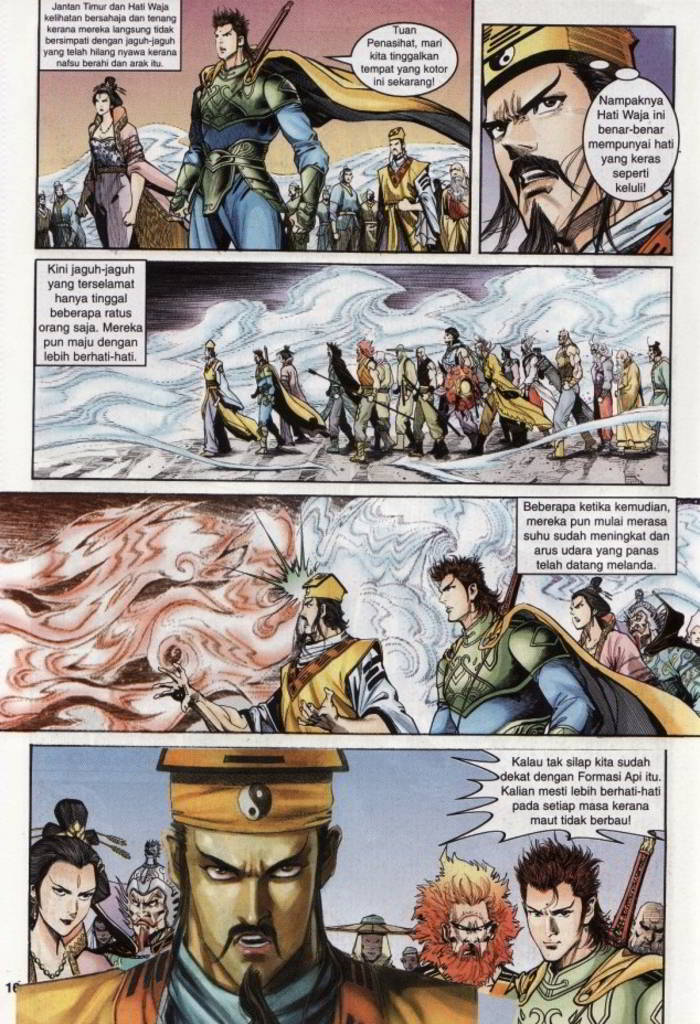 Jantan Timur dan Hati Waja
kelihatan bersahaja dan tenang
kerana mereka langsung tidak
bersimpati dengan jaguh-jaguh
yang telah hilang nyawa kerana
nafsu berahi dan arak itu.
Tuan
Penasihat, mari
kita tinggalkan
tempat yang kotor
ini sekarang!
Nampaknya
Hati Waja ini
benar-benar
mempunyai hati
yang keras
seperti
keluli!
Kini jaguh-jaguh
yang terselamat
hanya tinggal
beberapa ratus
orang saja. Mereka
pun maju dengan
lebih berhati-hati.
Beberapa ketika kemudian,
mereka pun mulai merasa
suhu sudah meningkat dan
arus udara yang panas
telah datang melanda.
Kalau tak silap kita sudah
dekat dengan Formasi Api itu.
Kalian mesti lebih berhati-hati
pada setiap masa kerana
maut tidak berbau!